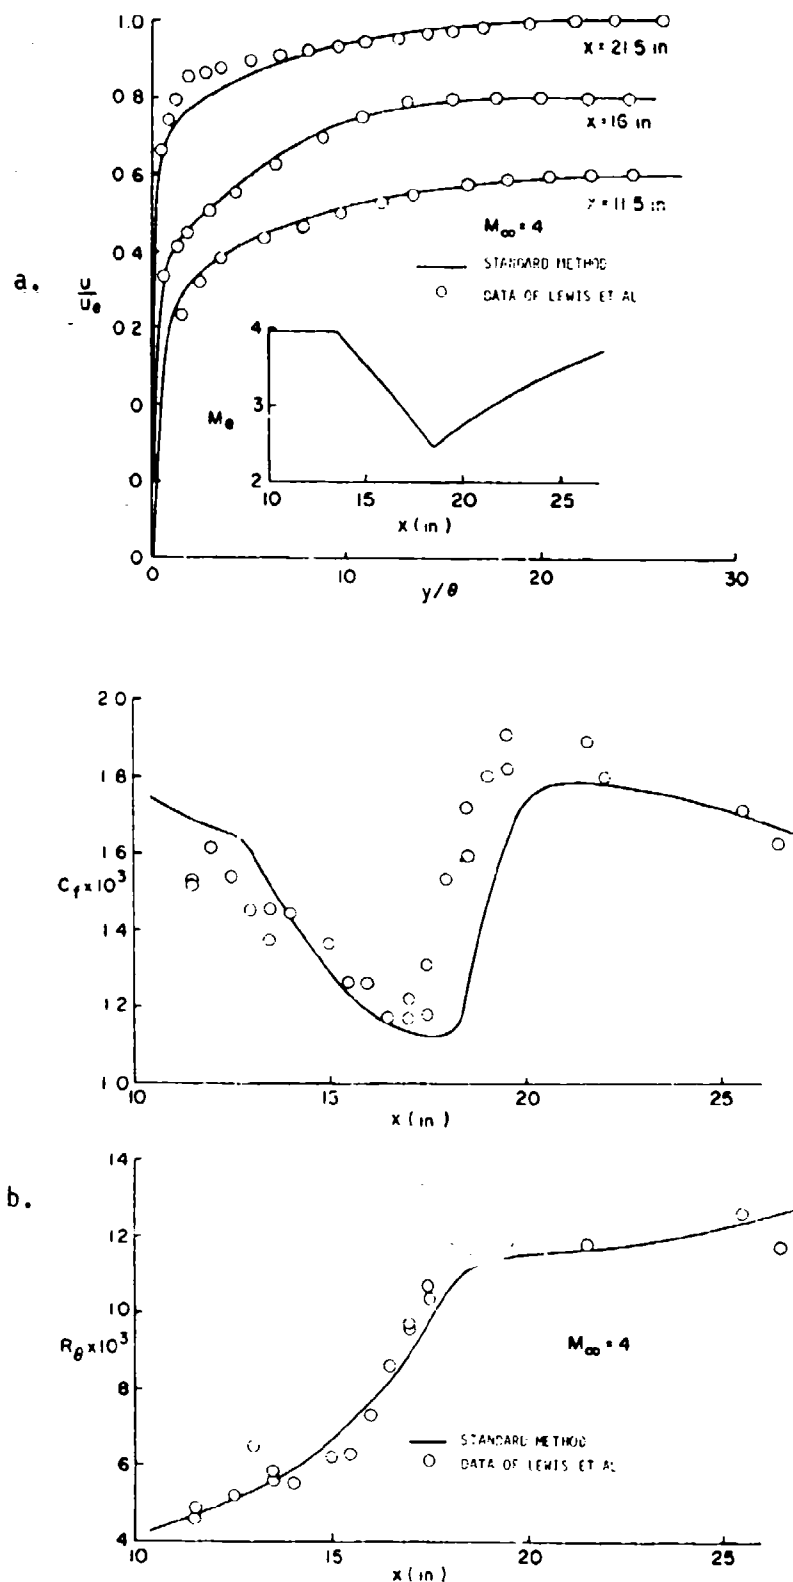 a.
u/uₑ
1.0
0 8
0 6
0 4
0 2
0
0
0
x = 21.5 in
x = 16 in
x = 11.5 in
M∞ = 4
STANDARD METHOD
DATA OF LEWIS ET AL
4
Mₑ
3
2
10
15
20
25
x (in)
0
10
20
30
y/θ
2 0
1 8
1 6
C_f x 10³
1 4
1 2
1 0
10
15
20
25
x (in)
b.
14
12
10
R_θ x 10³
8
6
4
M∞ = 4
STANDARD METHOD
DATA OF LEWIS ET AL
10
15
20
25
x (in)